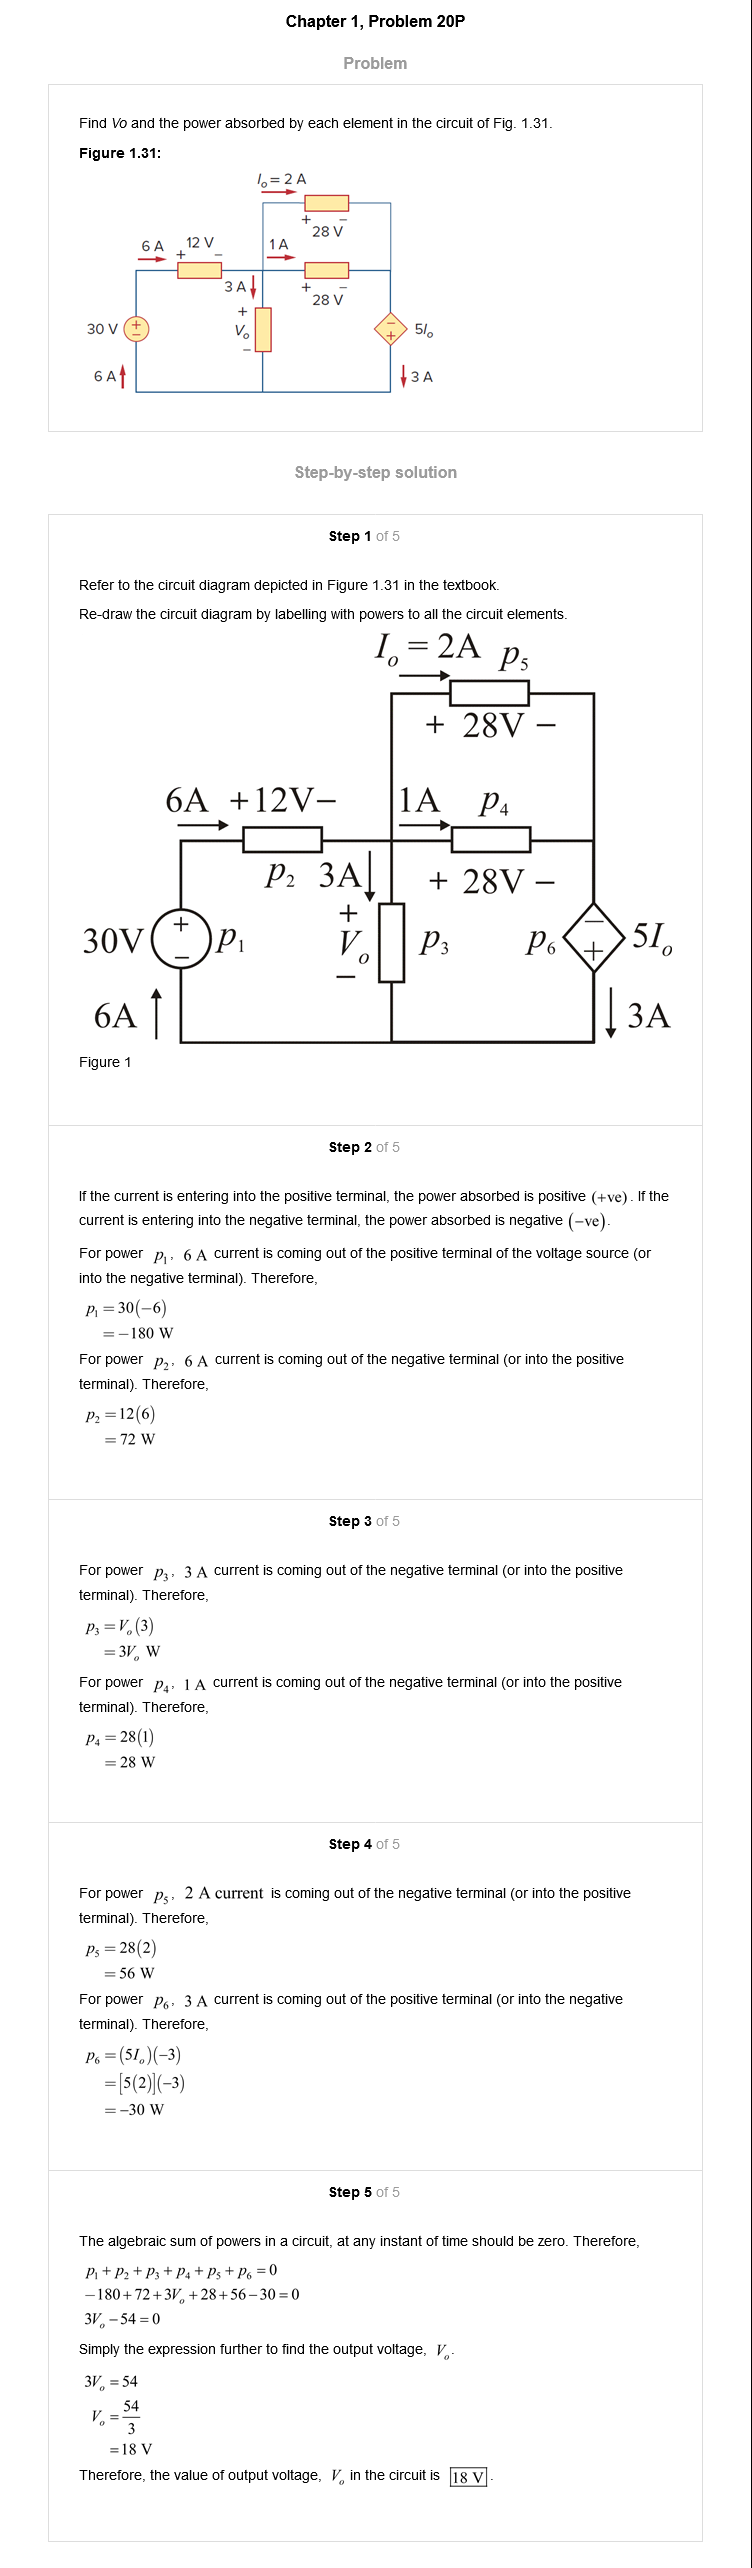 Chapter 1, Problem 20P
Problem
Find Vo and the power absorbed by each element in the circuit of Fig. 1.31.
Figure 1.31:
Iₒ = 2 A
+ −
28 V
6 A 12 V
+ −
1 A
3 A
+ −
28 V
30 V + −
+
Vₒ
−
− +
5Iₒ
6 A
3 A
Step-by-step solution
Step 1 of 5
Refer to the circuit diagram depicted in Figure 1.31 in the textbook.
Re-draw the circuit diagram by labelling with powers to all the circuit elements.
Iₒ = 2A p₅
+ 28V −
6A +12V− 1A p₄
p₂ 3A + 28V −
30V + − p₁ + Vₒ − p₃ p₆ − + 5Iₒ
6A 3A
Figure 1
Step 2 of 5
If the current is entering into the positive terminal, the power absorbed is positive (+ve). If the
current is entering into the negative terminal, the power absorbed is negative (−ve).
For power p₁, 6 A current is coming out of the positive terminal of the voltage source (or
into the negative terminal). Therefore,
p₁ = 30(−6)
= −180 W
For power p₂, 6 A current is coming out of the negative terminal (or into the positive
terminal). Therefore,
p₂ = 12(6)
= 72 W
Step 3 of 5
For power p₃, 3 A current is coming out of the negative terminal (or into the positive
terminal). Therefore,
p₃ = Vₒ(3)
= 3Vₒ W
For power p₄, 1 A current is coming out of the negative terminal (or into the positive
terminal). Therefore,
p₄ = 28(1)
= 28 W
Step 4 of 5
For power p₅, 2 A current is coming out of the negative terminal (or into the positive
terminal). Therefore,
p₅ = 28(2)
= 56 W
For power p₆, 3 A current is coming out of the positive terminal (or into the negative
terminal). Therefore,
p₆ = (5Iₒ)(−3)
= [5(2)](−3)
= −30 W
Step 5 of 5
The algebraic sum of powers in a circuit, at any instant of time should be zero. Therefore,
p₁ + p₂ + p₃ + p₄ + p₅ + p₆ = 0
−180 + 72 + 3Vₒ + 28 + 56 − 30 = 0
3Vₒ − 54 = 0
Simply the expression further to find the output voltage, Vₒ.
3Vₒ = 54
Vₒ = 54/3
= 18 V
Therefore, the value of output voltage, Vₒ in the circuit is 18 V.